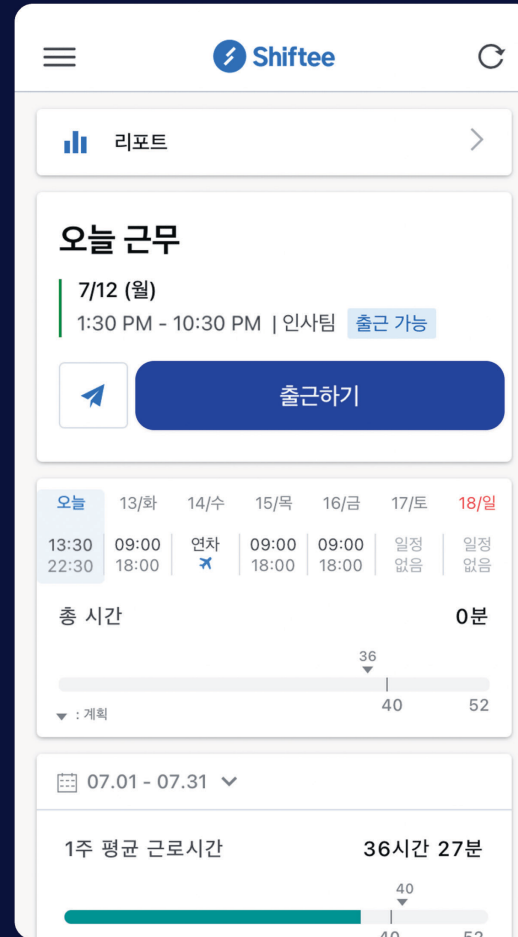 Shiftee
리포트
오늘 근무
7/12 (월)
1:30 PM - 10:30 PM | 인사팀 출근 가능
출근하기
오늘 13/화 14/수 15/목 16/금 17/토 18/일
13:30 09:00 연차 09:00 09:00 일정 일정
22:30 18:00 18:00 18:00 없음 없음
총 시간 0분
36
40 52
: 계획
07.01 - 07.31
1주 평균 근로시간 36시간 27분
40
40 52